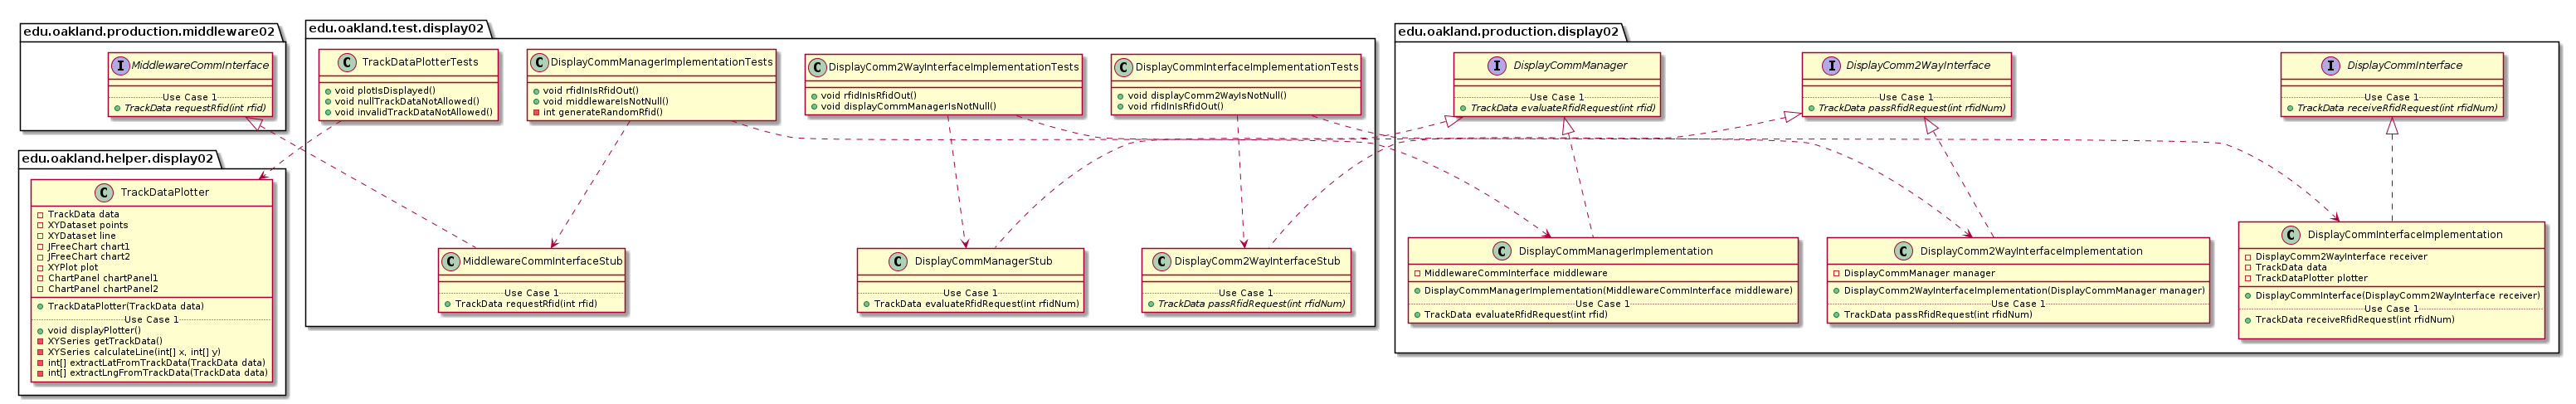 edu.oakland.production.middleware02
I MiddlewareCommInterface
Use Case 1
TrackData requestRfid(int rfid)
edu.oakland.helper.display02
C TrackDataPlotter
TrackData data
XYDataset points
XYDataset line
JFreeChart chart1
JFreeChart chart2
XYPlot plot
ChartPanel chartPanel1
ChartPanel chartPanel2
TrackDataPlotter(TrackData data)
Use Case 1
void displayPlotter()
XYSeries getTrackData()
XYSeries calculateLine(int[] x, int[] y)
int[] extractLatFromTrackData(TrackData data)
int[] extractLngFromTrackData(TrackData data)
edu.oakland.test.display02
C TrackDataPlotterTests
void plotIsDisplayed()
void nullTrackDataNotAllowed()
void invalidTrackDataNotAllowed()
C DisplayCommManagerImplementationTests
void rfidInIsRfidOut()
void middlewareIsNotNull()
int generateRandomRfid()
C DisplayComm2WayInterfaceImplementationTests
void rfidInIsRfidOut()
void displayCommManagerIsNotNull()
C DisplayCommInterfaceImplementationTests
void displayComm2WayIsNotNull()
void rfidInIsRfidOut()
C MiddlewareCommInterfaceStub
Use Case 1
TrackData requestRfid(int rfid)
C DisplayCommManagerStub
Use Case 1
TrackData evaluateRfidRequest(int rfidNum)
C DisplayComm2WayInterfaceStub
Use Case 1
TrackData passRfidRequest(int rfidNum)
edu.oakland.production.display02
I DisplayCommManager
Use Case 1
TrackData evaluateRfidRequest(int rfid)
I DisplayComm2WayInterface
Use Case 1
TrackData passRfidRequest(int rfidNum)
I DisplayCommInterface
Use Case 1
TrackData receiveRfidRequest(int rfidNum)
C DisplayCommManagerImplementation
MiddlewareCommInterface middleware
DisplayCommManagerImplementation(MiddlewareCommInterface middleware)
Use Case 1
TrackData evaluateRfidRequest(int rfid)
C DisplayComm2WayInterfaceImplementation
DisplayCommManager manager
DisplayComm2WayInterfaceImplementation(DisplayCommManager manager)
Use Case 1
TrackData passRfidRequest(int rfidNum)
C DisplayCommInterfaceImplementation
DisplayComm2WayInterface receiver
TrackData data
TrackDataPlotter plotter
DisplayCommInterface(DisplayComm2WayInterface receiver)
Use Case 1
TrackData receiveRfidRequest(int rfidNum)